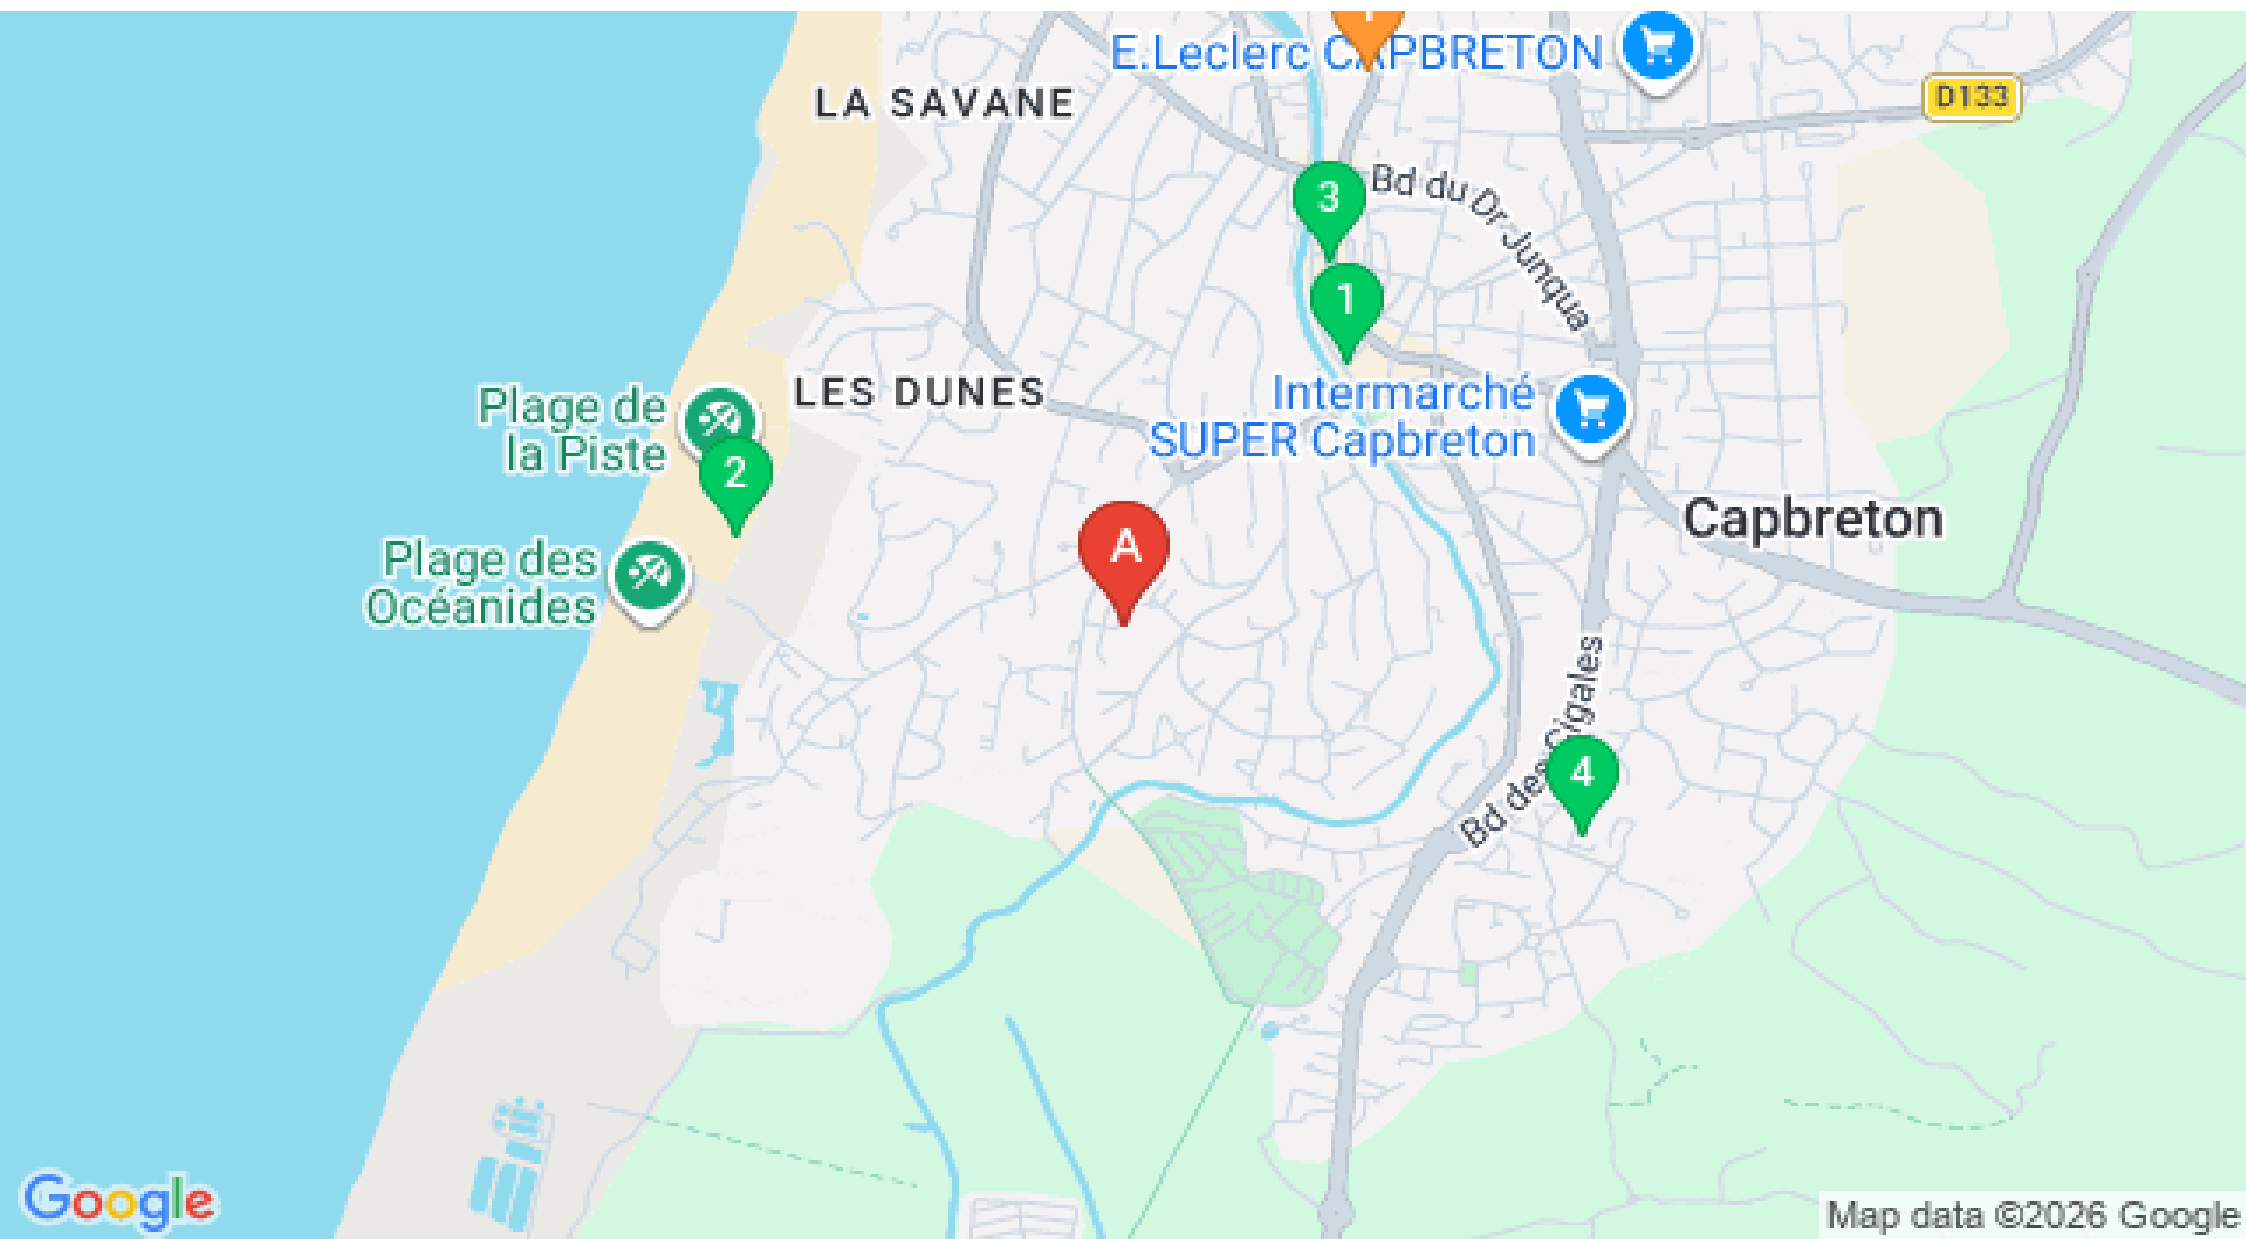 E.Leclerc CAPBRETON
LA SAVANE
D133
3
Bd du Dr Junqua
1
Plage de
la Piste
LES DUNES
Intermarché
SUPER Capbreton
2
A
Capbreton
Plage des
Océanides
Bd des Cigales
4
Google
Map data ©2026 Google